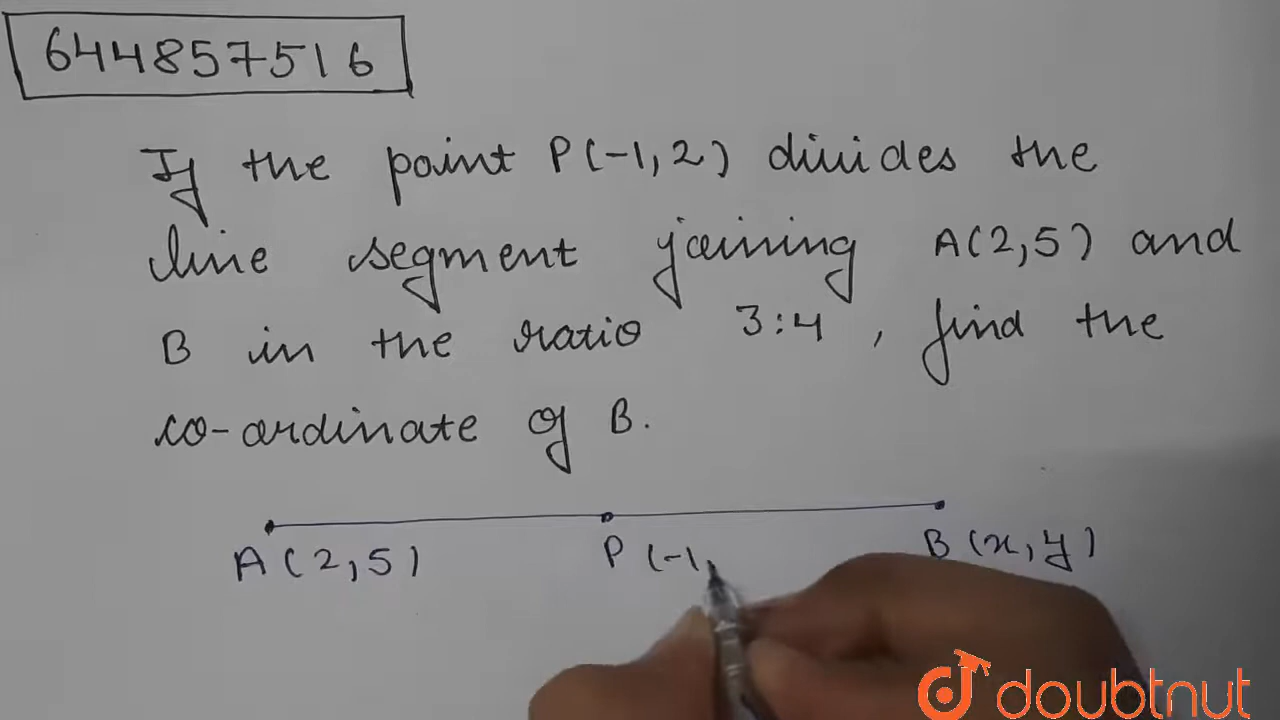 644857516
If the point P(-1,2) divides the
line segment joining A(2,5) and
B in the ratio 3:4, find the
co-ordinate of B.
A(2,5) P(-1, B(x,y)
doubtnut